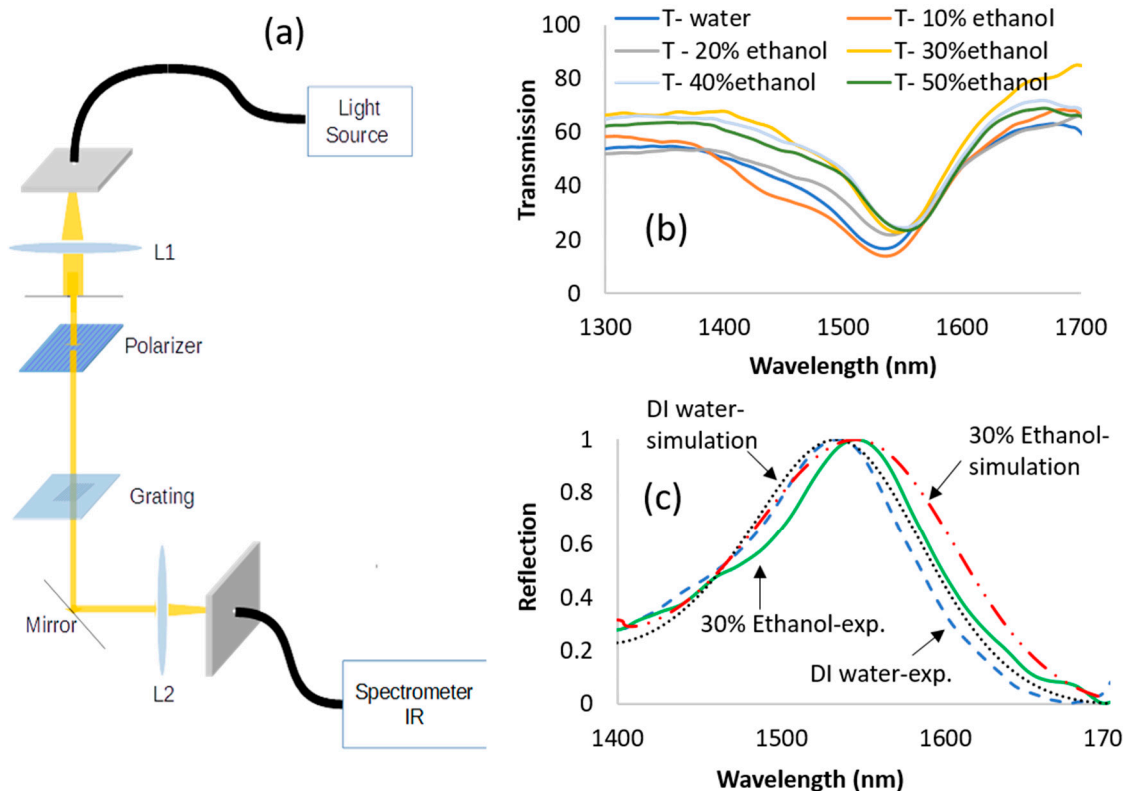 (a)
Light
Source
L1
Polarizer
Grating
Mirror
L2
Spectrometer
IR
T- water
T- 10% ethanol
T - 20% ethanol
T- 30%ethanol
T- 40%ethanol
T- 50%ethanol
100
80
60
40
20
0
Transmission
(b)
1300 1400 1500 1600 1700
Wavelength (nm)
DI water-
simulation
30% Ethanol-
simulation
1
0.8
0.6
0.4
0.2
0
Reflection
(c)
30% Ethanol-exp.
DI water-exp.
1400 1500 1600 170
Wavelength (nm)